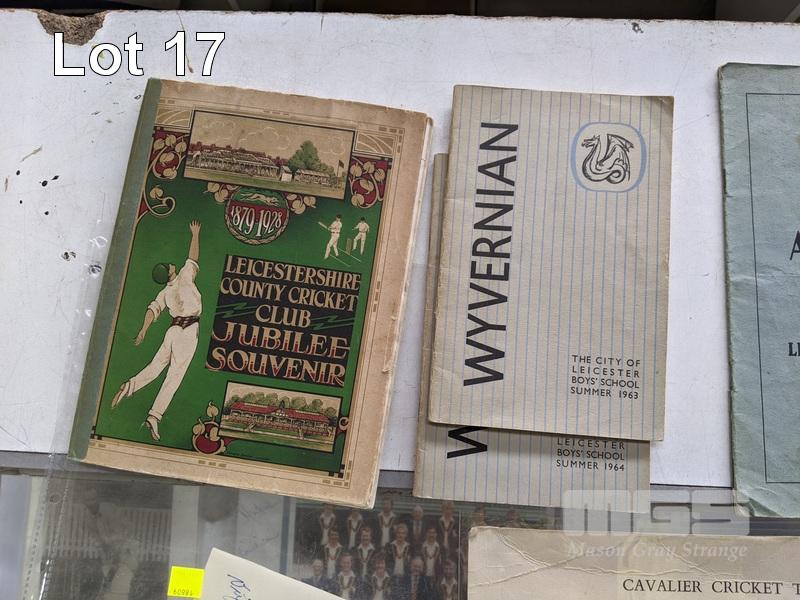 Lot 17
1879-1928
LEICESTERSHIRE
COUNTY CRICKET
CLUB
JUBILEE
SOUVENIR
WYVERNIAN
THE CITY OF
LEICESTER
BOYS' SCHOOL
SUMMER 1963
LEICESTER
BOYS' SCHOOL
SUMMER 1964
MGS
Mason Gray Strange
CAVALIER CRICKET T